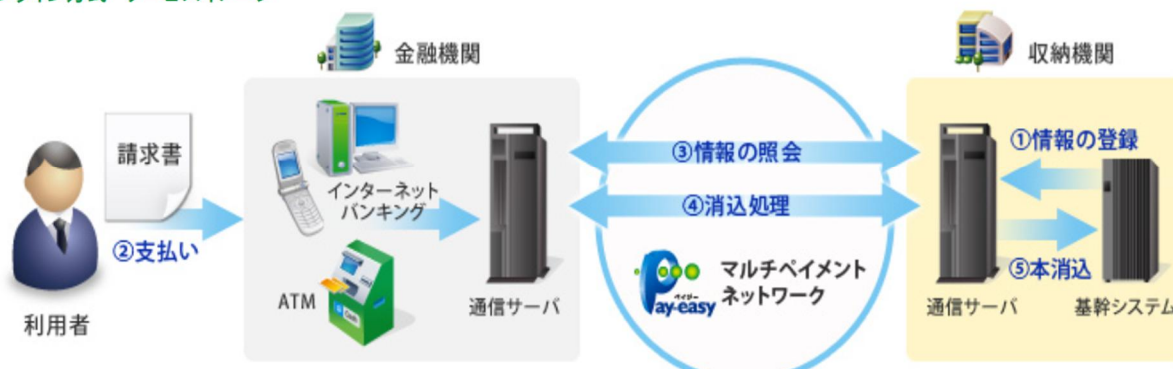 金融機関
収納機関
請求書
②支払い
利用者
インターネット
バンキング
ATM
通信サーバ
③情報の照会
④消込処理
ペイジー
Pay-easy
マルチペイメント
ネットワーク
①情報の登録
⑤本消込
通信サーバ
基幹システム